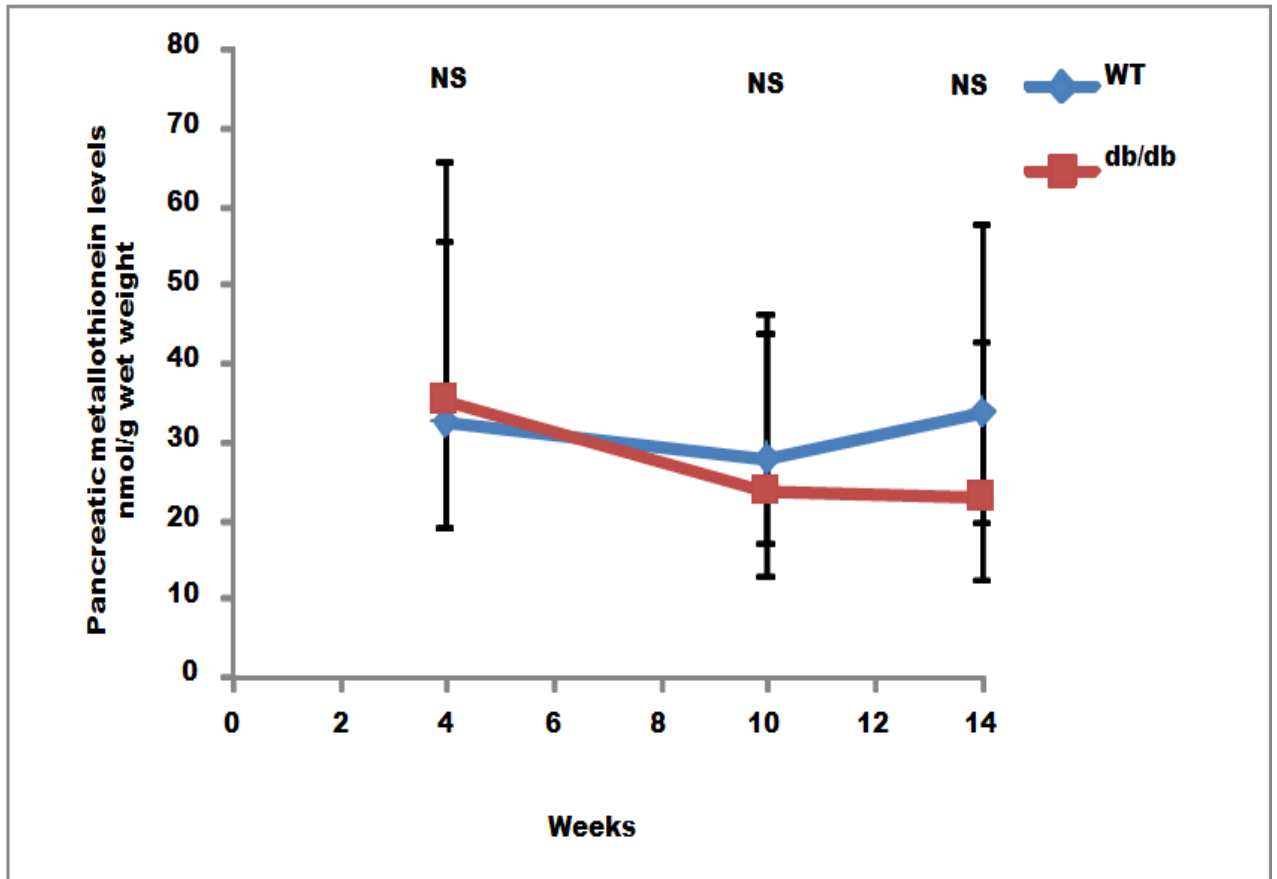 80
70
60
50
40
30
20
10
0
Pancreatic metallothionein levels
nmol/g wet weight
NS
NS
NS
WT
db/db
0 2 4 6 8 10 12 14
Weeks